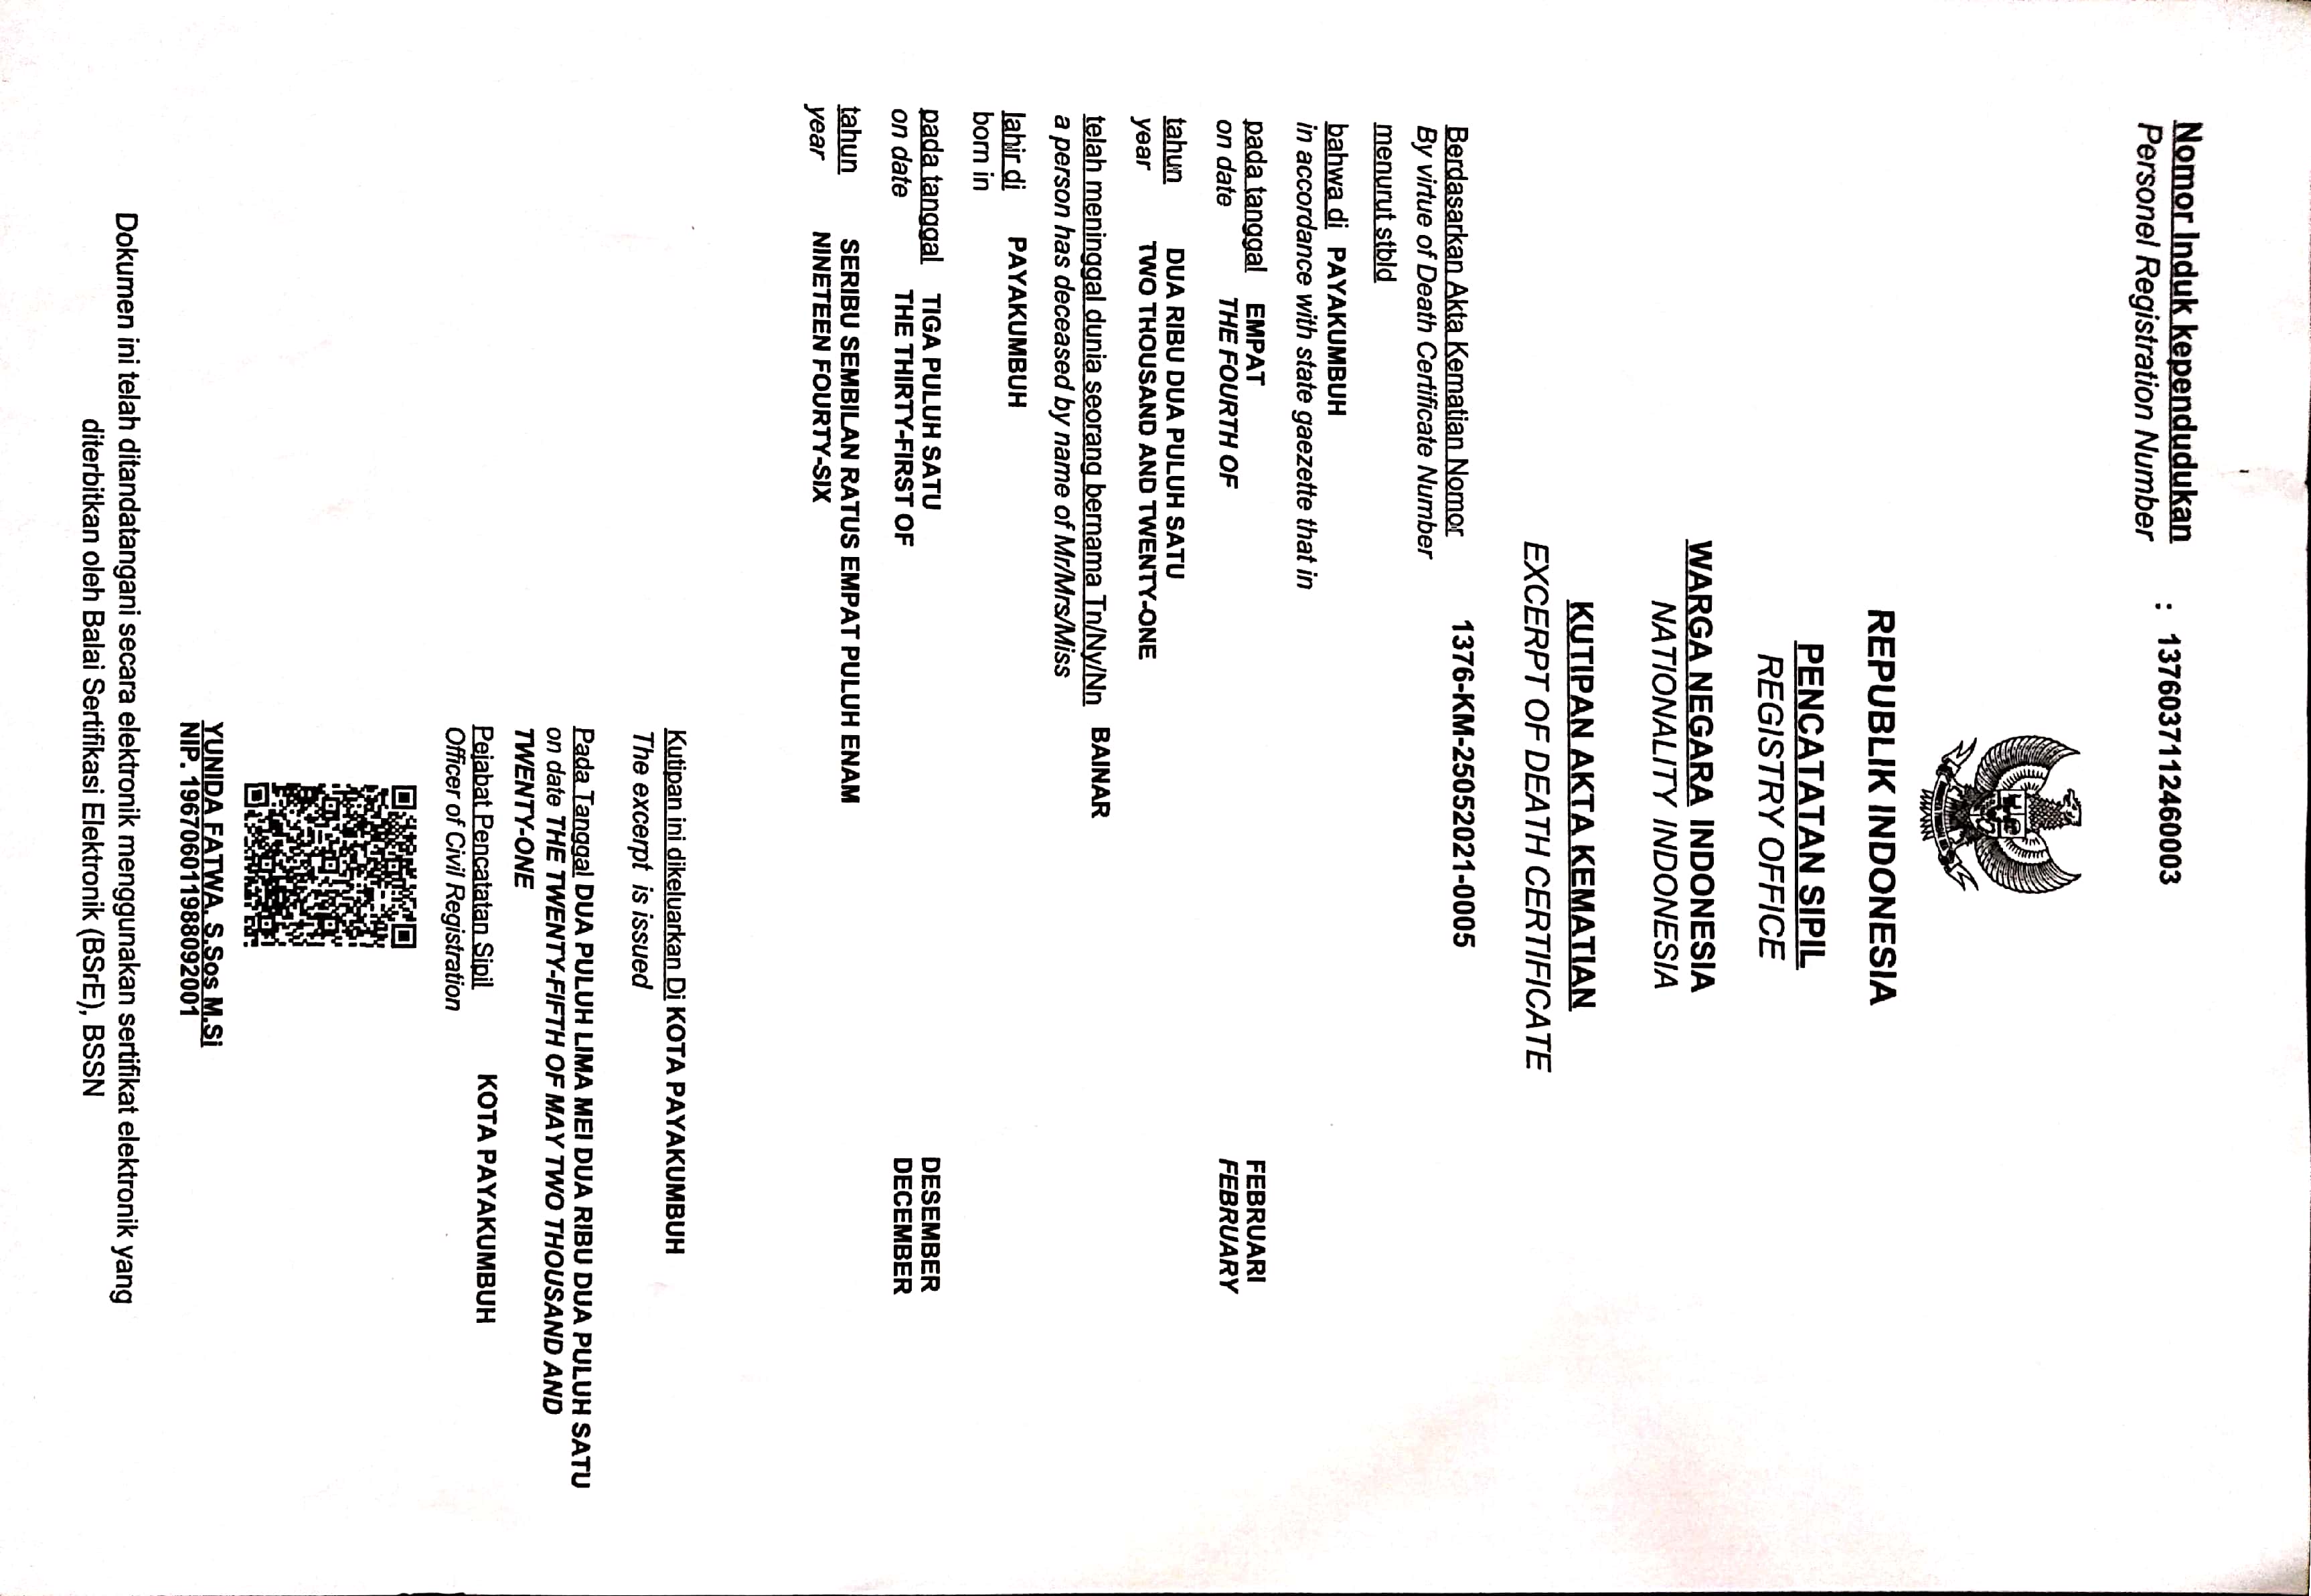 Nomor Induk kependudukan : 1376037112460003
Personel Registration Number
REPUBLIK INDONESIA
PENCATATAN SIPIL
REGISTRY OFFICE
WARGA NEGARA INDONESIA
NATIONALITY INDONESIA
KUTIPAN AKTA KEMATIAN
EXCERPT OF DEATH CERTIFICATE
Berdasarkan Akta Kematian Nomor 1376-KM-25052021-0005
By virtue of Death Certificate Number
menurut stbld
bahwa di PAYAKUMBUH
in accordance with state gaezette that in
pada tanggal EMPAT FEBRUARI
on date THE FOURTH OF FEBRUARY
tahun DUA RIBU DUA PULUH SATU
year TWO THOUSAND AND TWENTY-ONE
telah meninggal dunia seorang bernama Tn/Ny/Nn BAINAR
a person has deceased by name of Mr/Mrs/Miss
lahir di PAYAKUMBUH
born in
pada tanggal TIGA PULUH SATU DESEMBER
on date THE THIRTY-FIRST OF DECEMBER
tahun SERIBU SEMBILAN RATUS EMPAT PULUH ENAM
year NINETEEN FOURTY-SIX
Kutipan ini dikeluarkan Di KOTA PAYAKUMBUH
The excerpt is issued
Pada Tanggal DUA PULUH LIMA MEI DUA RIBU DUA PULUH SATU
on date THE TWENTY-FIFTH OF MAY TWO THOUSAND AND
TWENTY-ONE
Pejabat Pencatatan Sipil KOTA PAYAKUMBUH
Officer of Civil Registration
YUNIDA FATWA, S.Sos M.Si
NIP. 196706011988092001
Dokumen ini telah ditandatangani secara elektronik menggunakan sertifikat elektronik yang
diterbitkan oleh Balai Sertifikasi Elektronik (BSrE), BSSN